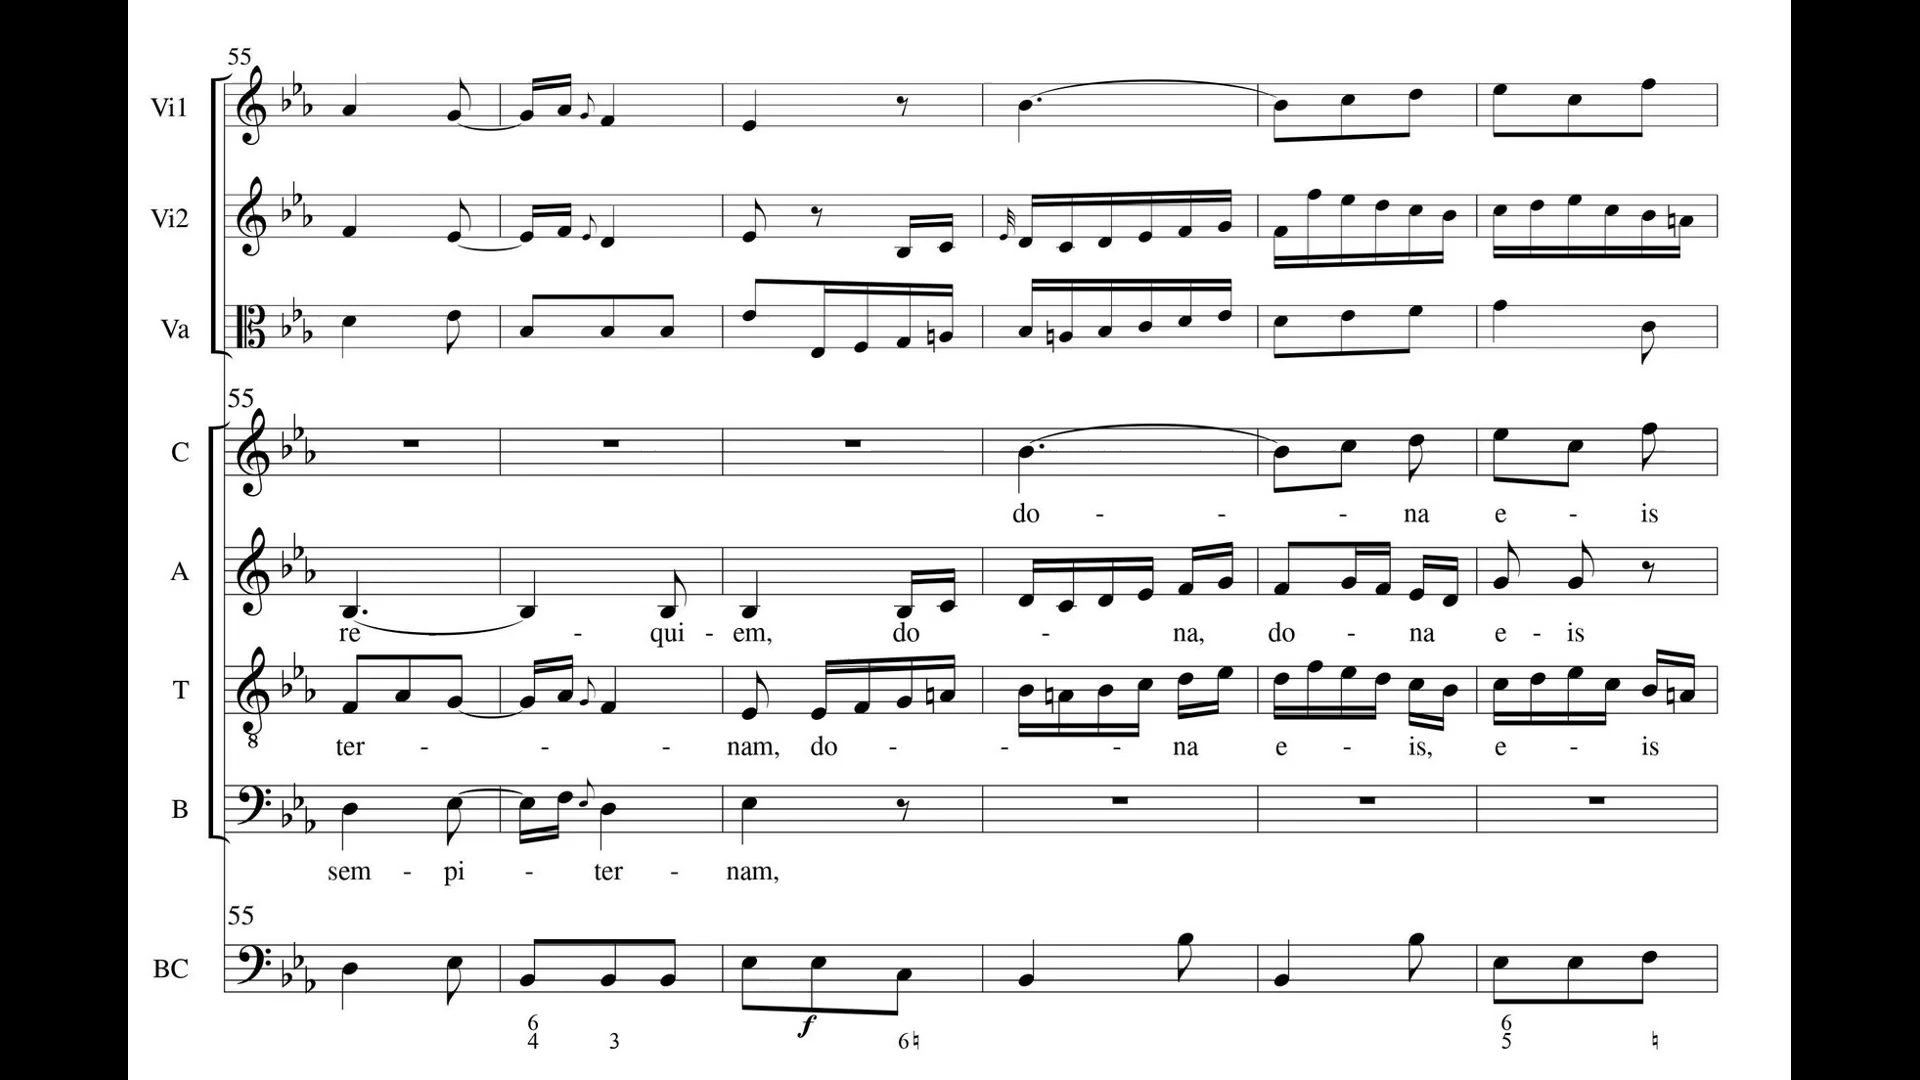 55
Vi1
Vi2
Va
55
C
do - - - na e - is
A
re - qui - em, do - na, do - na e - is
T
8
ter - - - nam, do - - - na e - is, e - is
B
sem - pi - ter - nam,
55
BC
f
6 6
4 3 6♮ 5 ♮